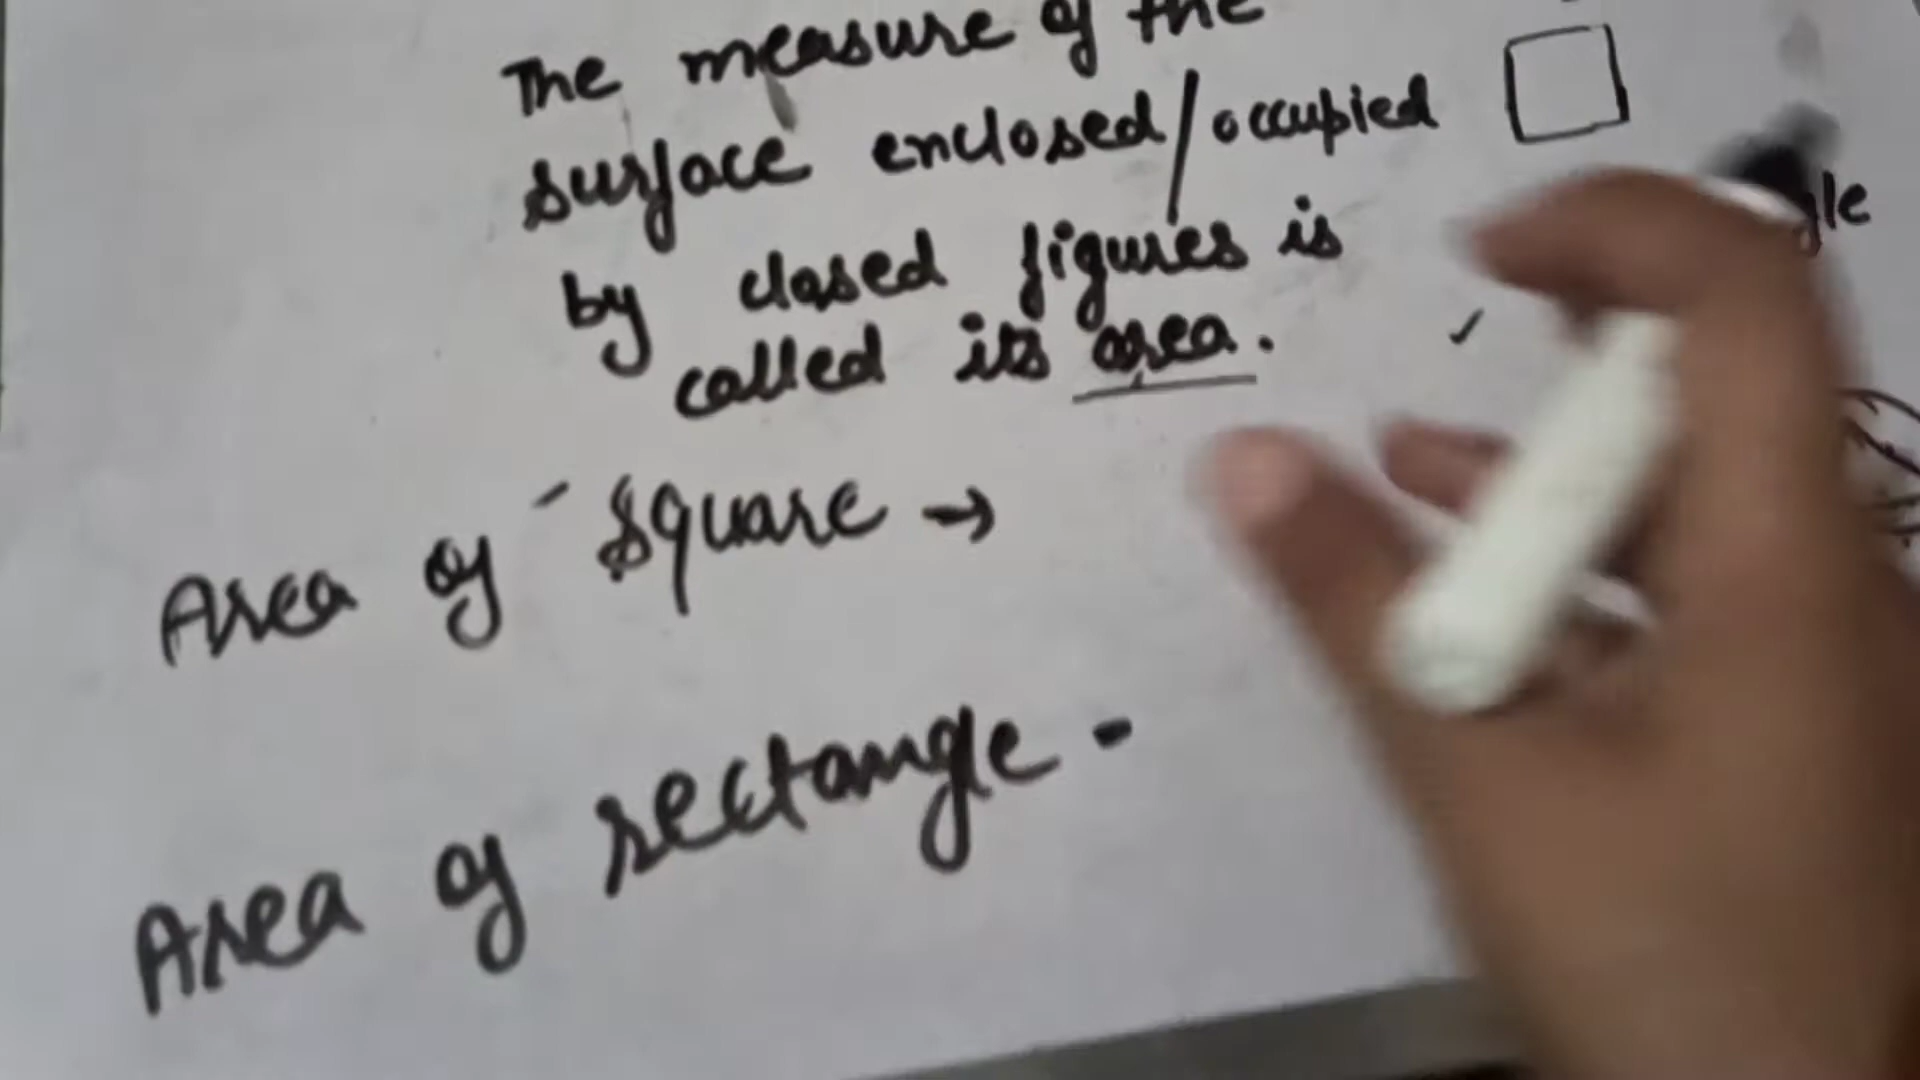 The measure of the
surface enclosed/occupied
by closed figures is
called its area.
Area of square →
Area of rectangle -